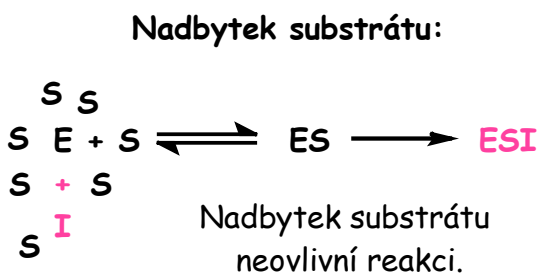 Nadbytek substrátu:
S S
S E + S ES ESI
S + S
I
S
Nadbytek substrátu
neovlivní reakci.